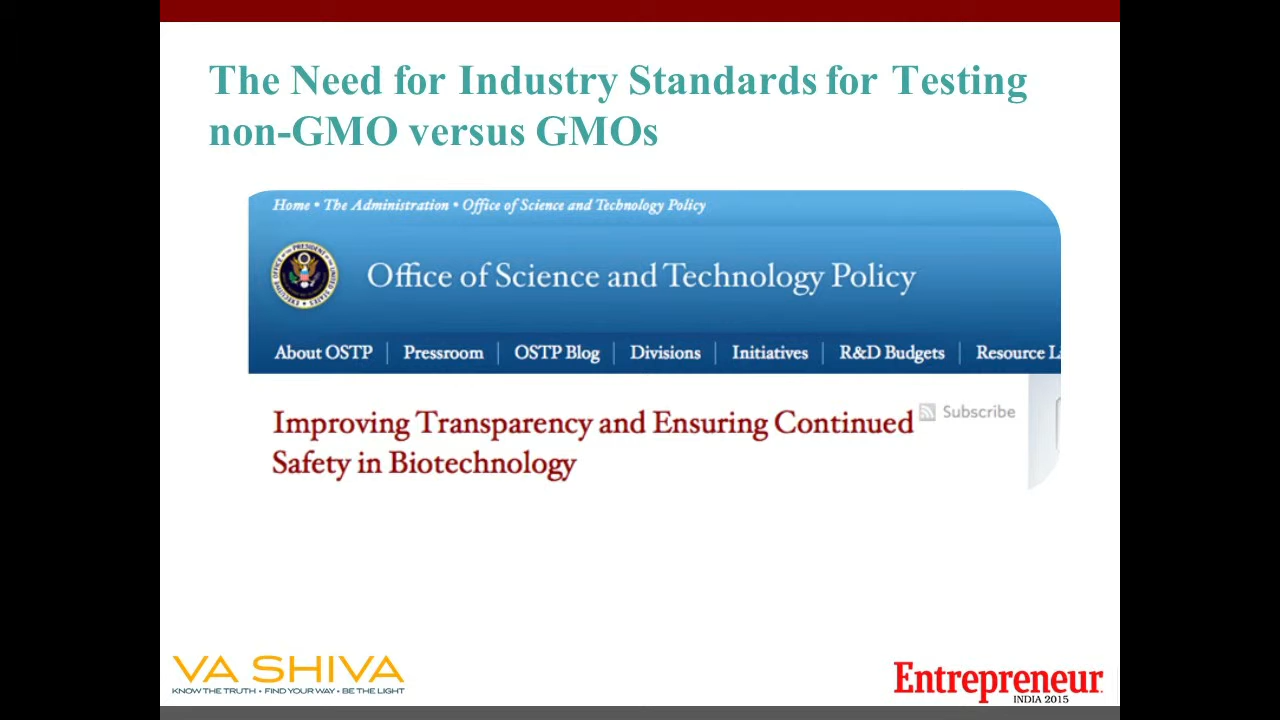 The Need for Industry Standards for Testing
non-GMO versus GMOs
Home • The Administration • Office of Science and Technology Policy
Office of Science and Technology Policy
About OSTP | Pressroom | OSTP Blog | Divisions | Initiatives | R&D Budgets | Resource Li
Improving Transparency and Ensuring Continued
Safety in Biotechnology
Subscribe
VA SHIVA
KNOW THE TRUTH • FIND YOUR WAY • BE THE LIGHT
Entrepreneur
INDIA 2015